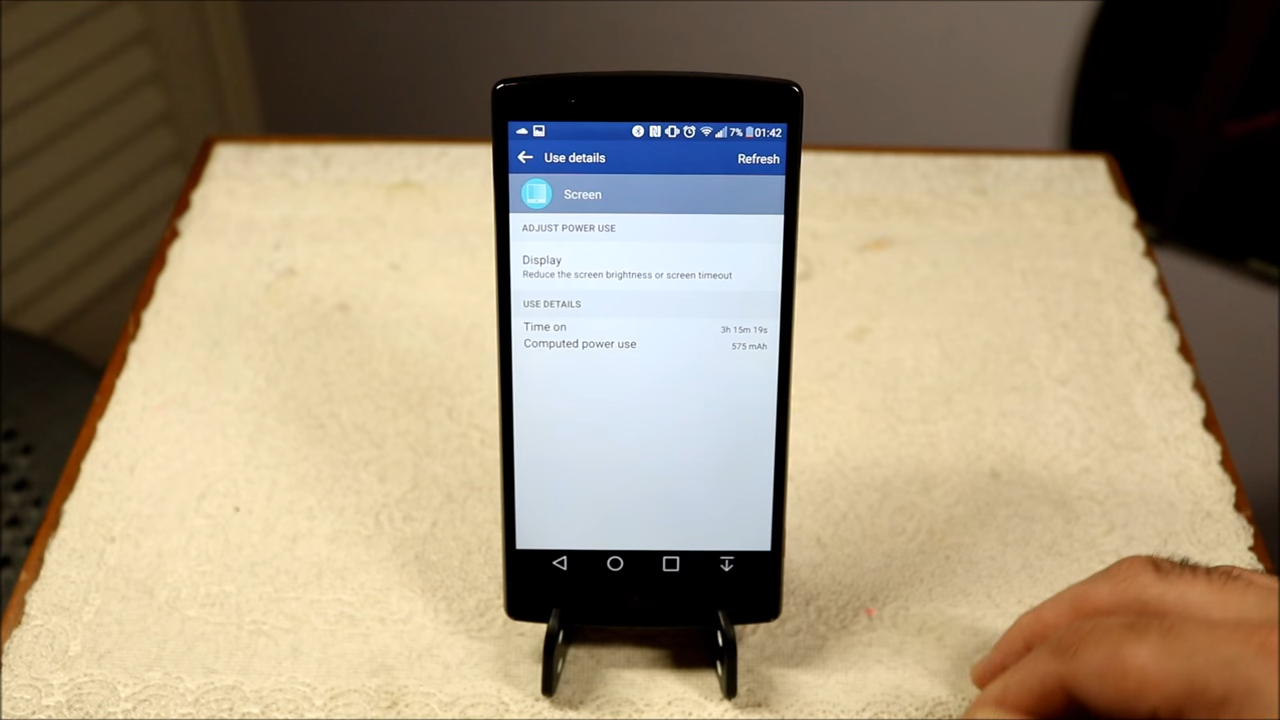 7% 01:42
Use details Refresh
Screen
ADJUST POWER USE
Display
Reduce the screen brightness or screen timeout
USE DETAILS
Time on 3h 15m 19s
Computed power use 575 mAh